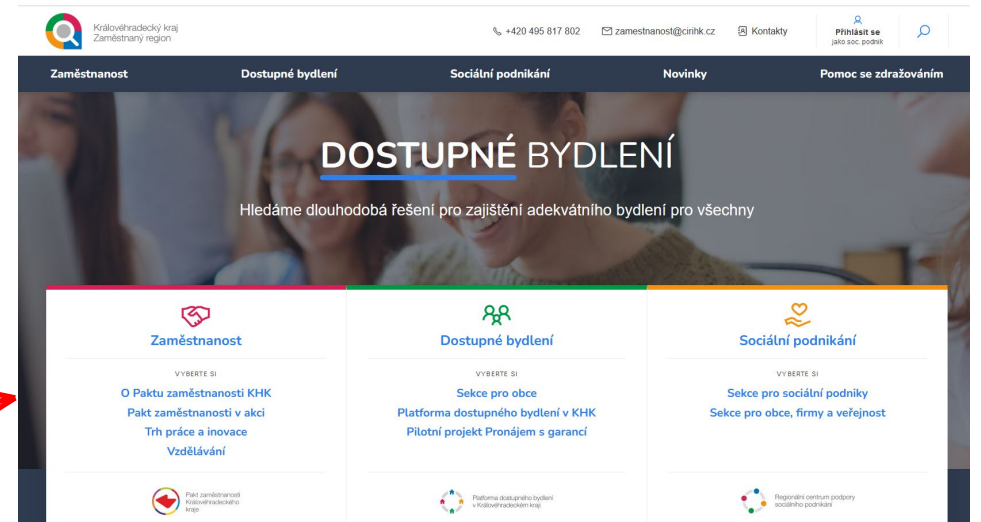 Královéhradecký kraj
Zaměstnaný region
+420 495 817 802
zamestnanost@cirihk.cz
Kontakty
Přihlásit se
jako soc. podnik
Zaměstnanost
Dostupné bydlení
Sociální podnikání
Novinky
Pomoc se zdražováním
DOSTUPNÉ BYDLENÍ
Hledáme dlouhodobá řešení pro zajištění adekvátního bydlení pro všechny
Zaměstnanost
VYBERTE SI
O Paktu zaměstnanosti KHK
Pakt zaměstnanosti v akci
Trh práce a inovace
Vzdělávání
Pakt zaměstnanosti
Královéhradeckého
kraje
Dostupné bydlení
VYBERTE SI
Sekce pro obce
Platforma dostupného bydlení v KHK
Pilotní projekt Pronájem s garancí
Platforma dostupného bydlení
v Královéhradeckém kraji
Sociální podnikání
VYBERTE SI
Sekce pro sociální podniky
Sekce pro obce, firmy a veřejnost
Regionální centrum podpory
sociálního podnikání